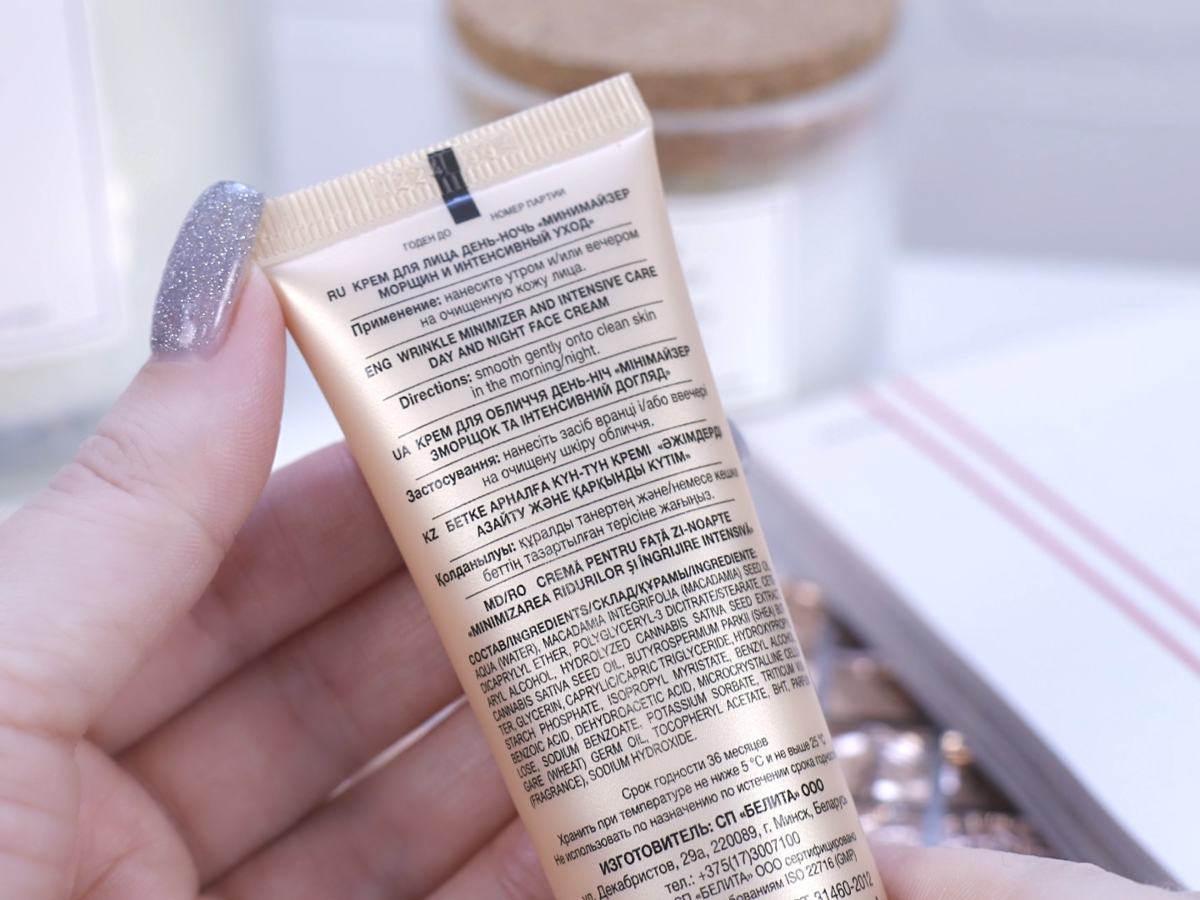 ГОДЕН ДО
НОМЕР ПАРТИИ
RU КРЕМ ДЛЯ ЛИЦА ДЕНЬ-НОЧЬ «МИНИМАЙЗЕР
МОРЩИН И ИНТЕНСИВНЫЙ УХОД»
Применение: нанесите утром и/или вечером
на очищенную кожу лица.
ENG WRINKLE MINIMIZER AND INTENSIVE CARE
DAY AND NIGHT FACE CREAM
Directions: smooth gently onto clean skin
in the morning/night.
UA КРЕМ ДЛЯ ОБЛИЧЧЯ ДЕНЬ-НІЧ «МІНІМАЙЗЕР
ЗМОРЩОК ТА ІНТЕНСИВНИЙ ДОГЛЯД»
Застосування: нанесіть засіб вранці і/або ввечері
на очищену шкіру обличчя.
KZ БЕТКЕ АРНАЛҒА КҮН-ТҮН КРЕМІ «ӘЖІМДЕРДІ
АЗАЙТУ ЖӘНЕ ҚАРҚЫНДЫ КҮТІМ»
Қолданылуы: құралды танертең және/немесе кешке
беттің тазартылған терісіне жағыңыз.
MD/RO CREMĂ PENTRU FAȚĂ ZI-NOAPTE
«MINIMIZAREA RIDURILOR ȘI ÎNGRIJIRE INTENSIVĂ»
СОСТАВ/INGREDIENTS/СКЛАД/ҚҰРАМЫ/INGREDIENTE:
AQUA (WATER), MACADAMIA INTEGRIFOLIA (MACADAMIA) SEED OIL,
DICAPRYLYL ETHER, POLYGLYCERYL-3 DICITRATE/STEARATE, CETE
ARYL ALCOHOL, HYDROLYZED CANNABIS SATIVA SEED EXTRACT
CANNABIS SATIVA SEED OIL, BUTYROSPERMUM PARKII (SHEA) BUT
TER, GLYCERIN, CAPRYLIC/CAPRIC TRIGLYCERIDE, HYDROXYPROP
STARCH PHOSPHATE, ISOPROPYL MYRISTATE, BENZYL ALCOHOL,
BENZOIC ACID, DEHYDROACETIC ACID, MICROCRYSTALLINE CELLU
LOSE, SODIUM BENZOATE, POTASSIUM SORBATE, TRITICUM VUL
GARE (WHEAT) GERM OIL, TOCOPHERYL ACETATE, BHT, PARFUM
(FRAGRANCE), SODIUM HYDROXIDE.
Срок годности 36 месяцев
Хранить при температуре не ниже 5 °C и не выше 25 °C
Не использовать по назначению по истечении срока годности
ИЗГОТОВИТЕЛЬ: СП «БЕЛИТА» ООО
ул. Декабристов, 29а, 220089, г. Минск, Беларусь
тел.: +375(17)3007100
СП «БЕЛИТА» ООО сертифицировано
ISO 22716 (GMP)
31460-2012